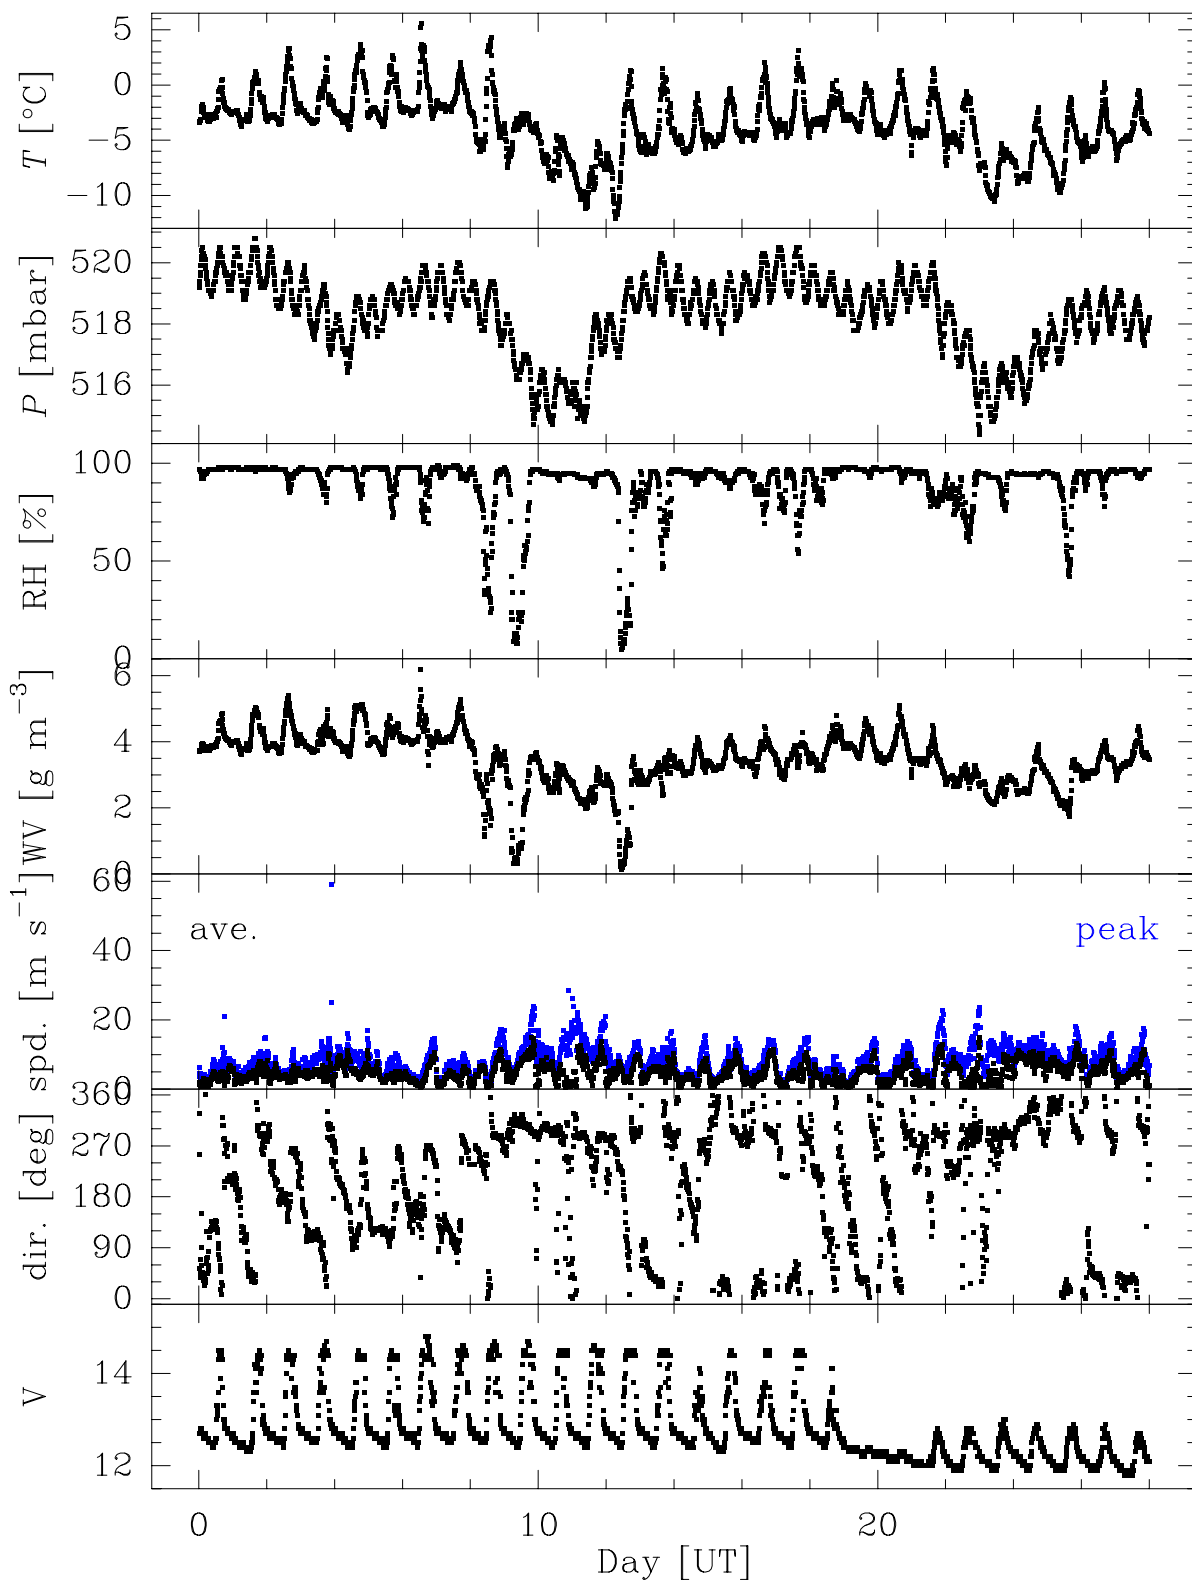 T [°C]
5
0
−5
−10
P [mbar]
520
518
516
RH [%]
100
50
0
WV [g m−3]
6
4
2
0
spd. [m s−1]
60
40
20
0
ave.
peak
dir. [deg]
360
270
180
90
0
V
14
12
0 10 20
Day [UT]